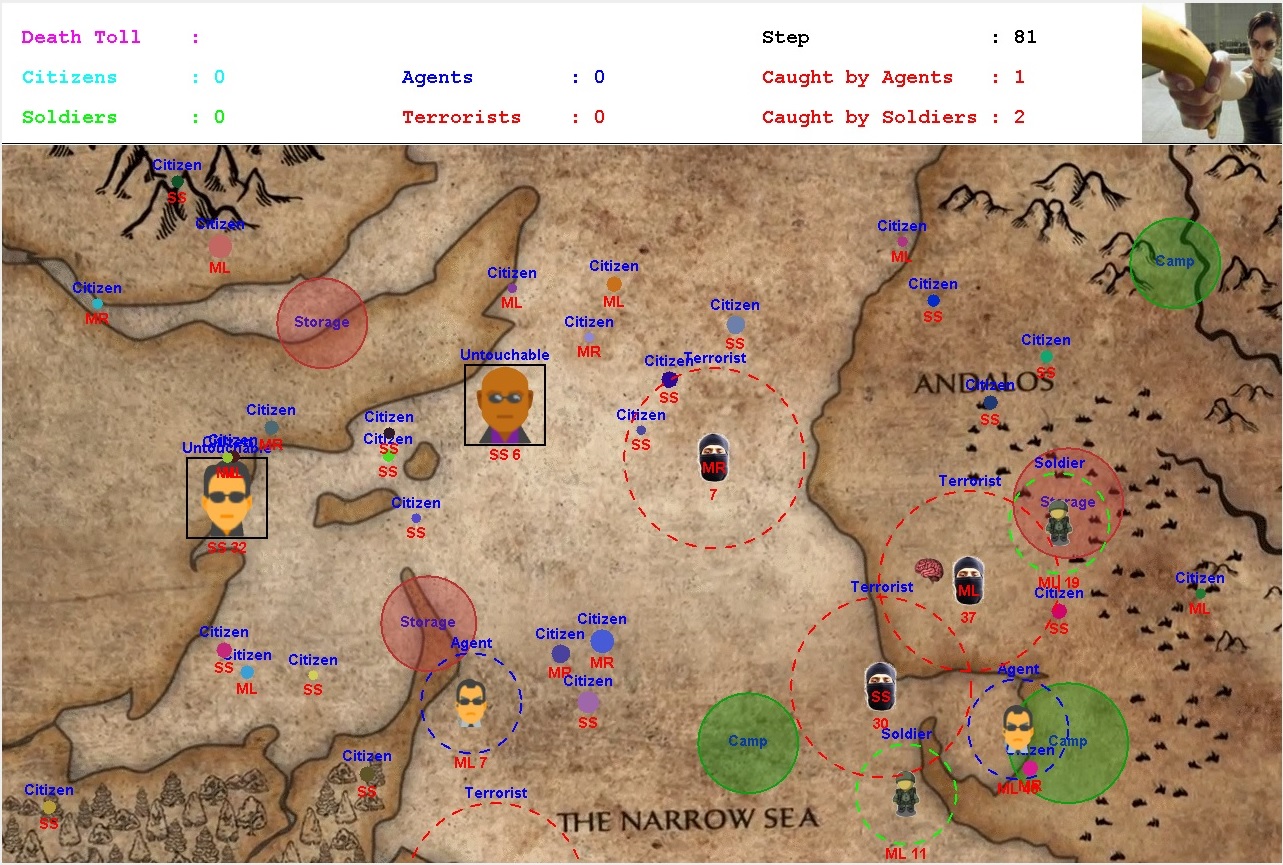 Death Toll :
Step : 81
Citizens : 0
Agents : 0
Caught by Agents : 1
Soldiers : 0
Terrorists : 0
Caught by Soldiers : 2
Citizen
SS
Citizen
ML
Citizen
ML
Citizen
ML
Citizen
ML
Camp
Citizen
MR
Citizen
SS
Citizen
SS
Storage
Citizen
MR
Citizen
SS
Untouchable
SS 6
Citizen
SS
Terrorist
MR
7
ANDALOS
Citizen
SS
Citizen
MR
Citizen
SS
Citizen
SS
Citizen
SS
Citizen
Untouchable
SS 32
Soldier
Storage
ML 19
Terrorist
ML
37
Citizen
SS
Citizen
SS
Citizen
ML
Terrorist
SS
30
Storage
Citizen
MR
Citizen
MR
Citizen
SS
Citizen
SS
Citizen
ML
Citizen
SS
Agent
ML 7
Agent
Camp
Camp
Citizen
MR
Soldier
ML 11
Citizen
SS
Citizen
SS
Terrorist
THE NARROW SEA